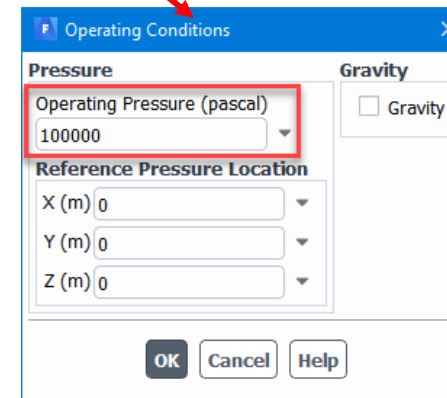 F Operating Conditions
Pressure
Gravity
Operating Pressure (pascal)
Gravity
100000
Reference Pressure Location
X (m) 0
Y (m) 0
Z (m) 0
OK Cancel Help